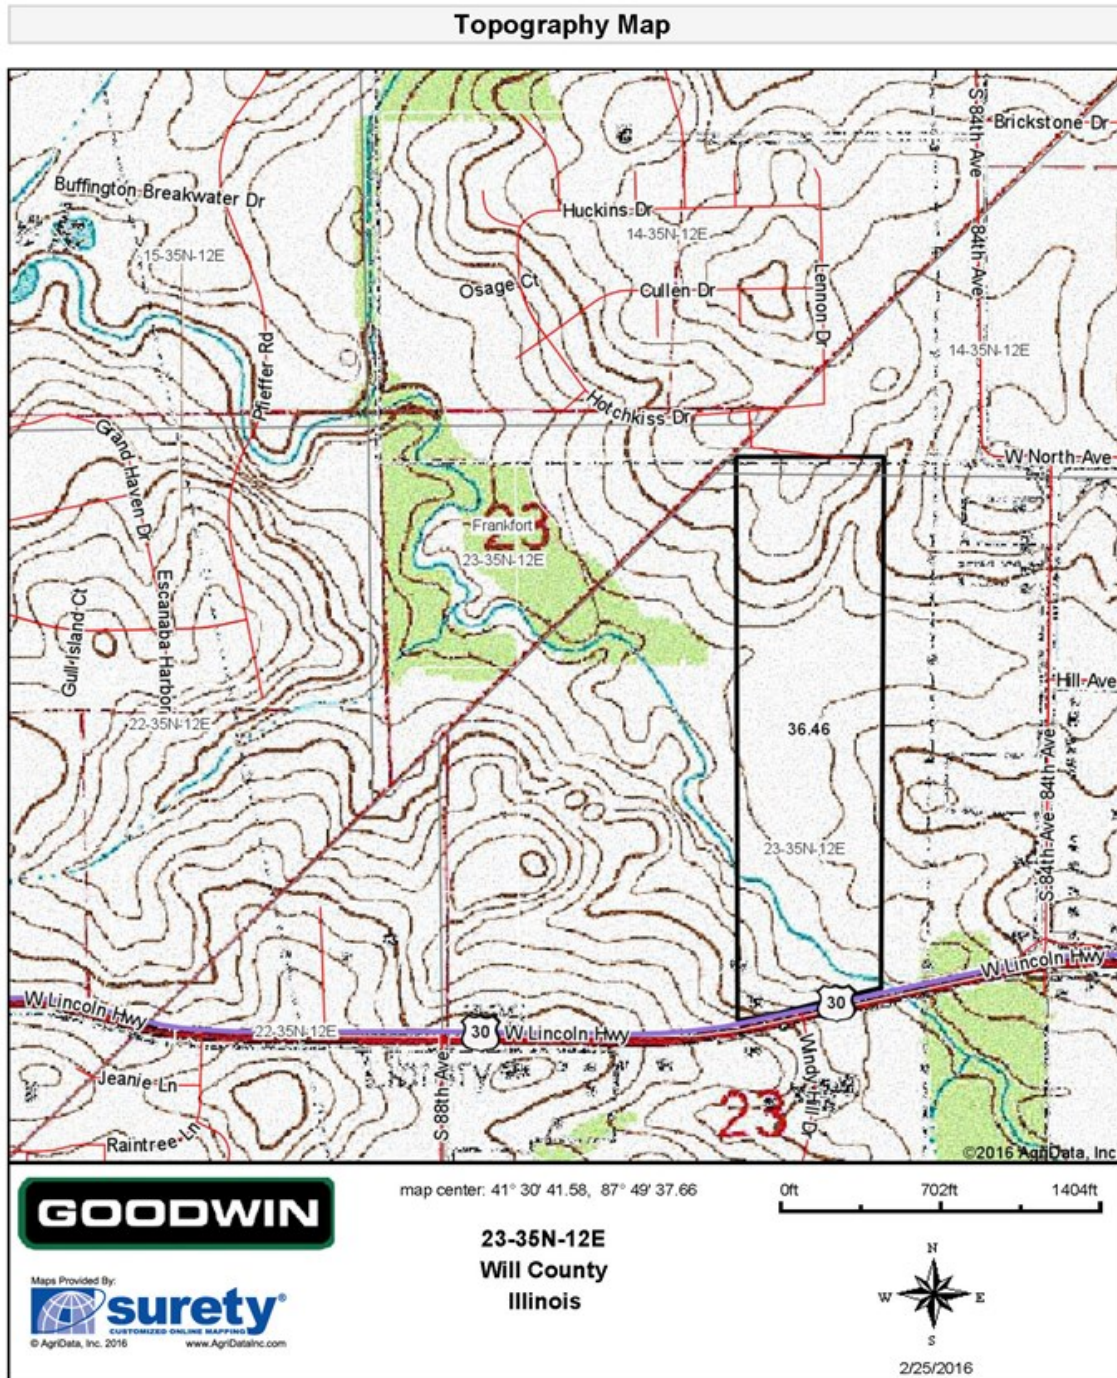 Topography Map
S 84th Ave
Brickstone Dr
Buffington Breakwater Dr
Huckins Dr
14-35N-12E
84th Ave
15-35N-12E
Osage Ct
Cullen Dr
Lennon Dr
14-35N-12E
Pfieffer Rd
Hotchkiss Dr
Grand Haven Dr
W North Ave
23
Frankfort
23-35N-12E
Gull Island Ct
Escanaba Harbor
Hill Ave
22-35N-12E
36.46
84th Ave
23-35N-12E
S 84th Ave
W Lincoln Hwy
W Lincoln Hwy
30
22-35N-12E
30
W Lincoln Hwy
Jeanie Ln
S 88th Ave
Windy Hill Dr
23
Raintree Ln
©2016 AgriData, Inc
GOODWIN
map center: 41° 30' 41.58, 87° 49' 37.66
0ft 702ft 1404ft
23-35N-12E
Will County
Illinois
N
W E
S
Maps Provided By:
surety®
CUSTOMIZED ONLINE MAPPING
© AgriData, Inc. 2016 www.AgriDataInc.com
2/25/2016